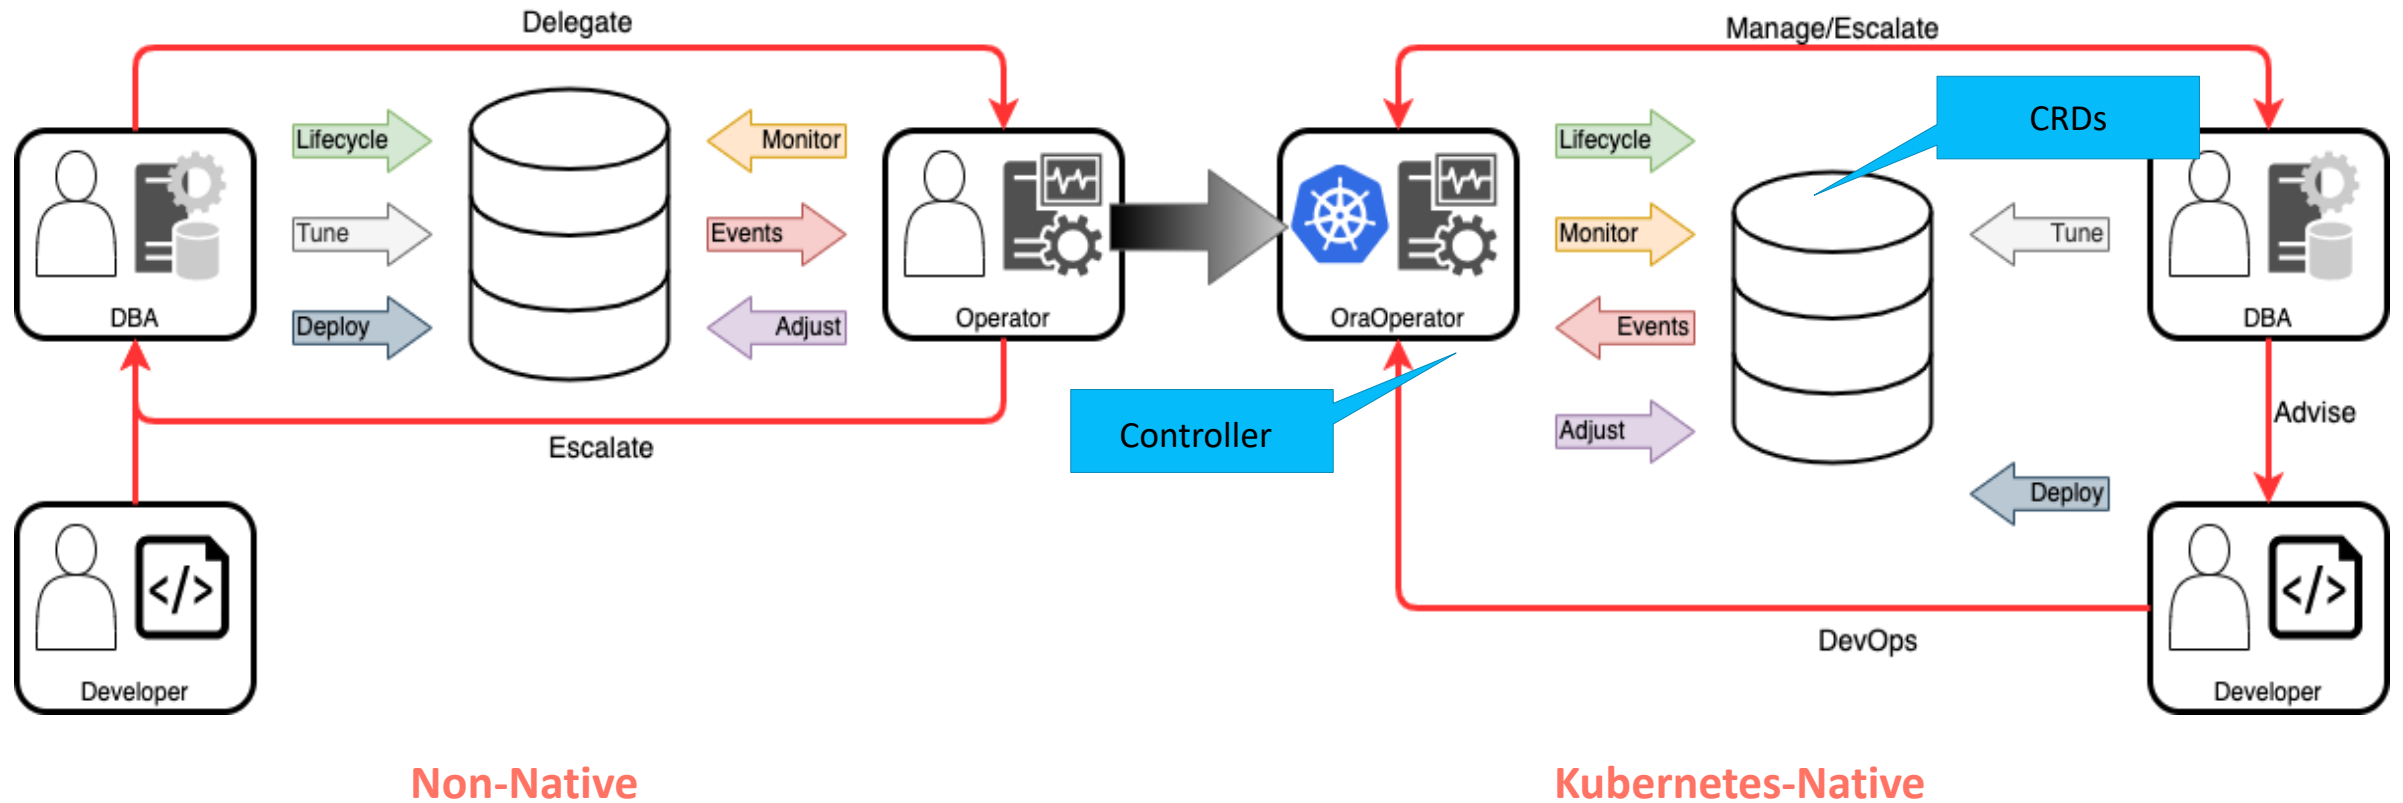 Delegate
Manage/Escalate
CRDs
Lifecycle
Monitor
Lifecycle
Tune
Events
Monitor
Tune
DBA
Deploy
Adjust
Operator
OraOperator
Events
DBA
Escalate
Controller
Adjust
Advise
Deploy
</>
</>
DevOps
Developer
Developer
Non-Native
Kubernetes-Native